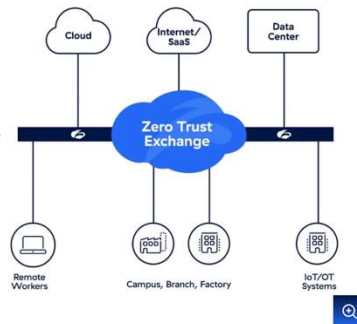 Cloud
Internet/
SaaS
Data
Center
Zero Trust
Exchange
Remote
Workers
Campus, Branch, Factory
IoT/OT
Systems